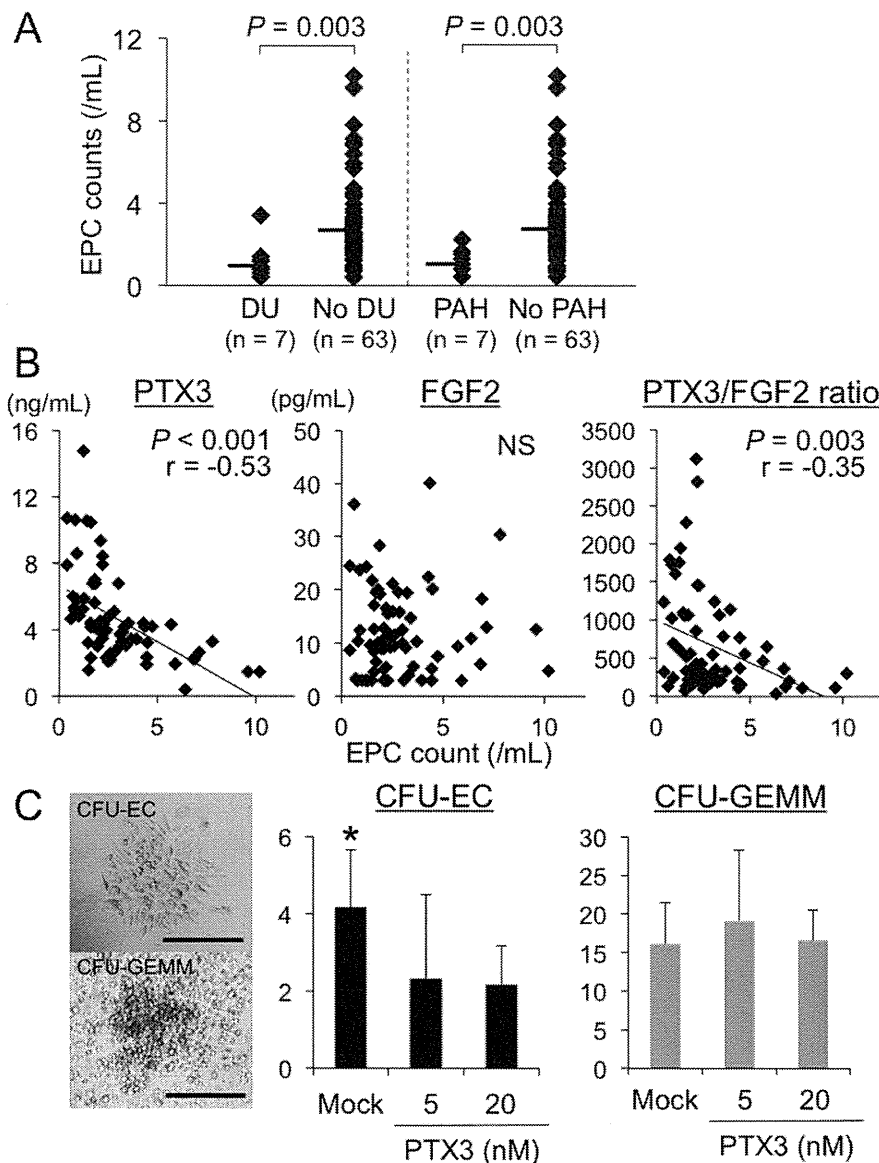 A
P = 0.003
P = 0.003
EPC counts (/mL)
12
8
4
0
DU
No DU
PAH
No PAH
(n = 7)
(n = 63)
(n = 7)
(n = 63)
B
(ng/mL)
PTX3
P < 0.001
r = -0.53
16
12
8
4
0
0
5
10
(pg/mL)
FGF2
NS
50
40
30
20
10
0
0
5
10
EPC count (/mL)
PTX3/FGF2 ratio
P = 0.003
r = -0.35
3500
3000
2500
2000
1500
1000
500
0
0
5
10
C
CFU-EC
CFU-GEMM
CFU-EC
6
4
2
0
*
Mock
5
20
PTX3 (nM)
CFU-GEMM
30
25
20
15
10
5
0
Mock
5
20
PTX3 (nM)